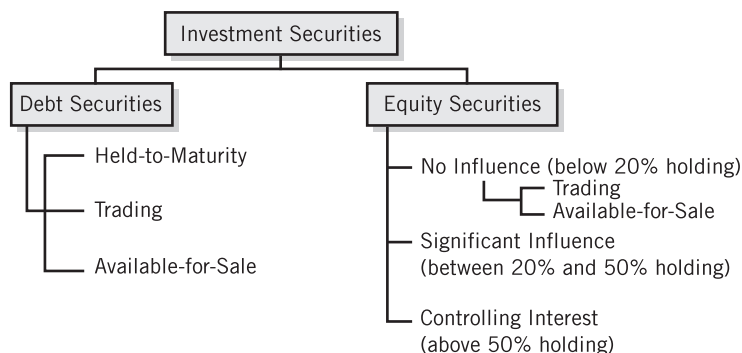 Investment Securities
Debt Securities
Held-to-Maturity
Trading
Available-for-Sale
Equity Securities
No Influence (below 20% holding)
Trading
Available-for-Sale
Significant Influence
(between 20% and 50% holding)
Controlling Interest
(above 50% holding)